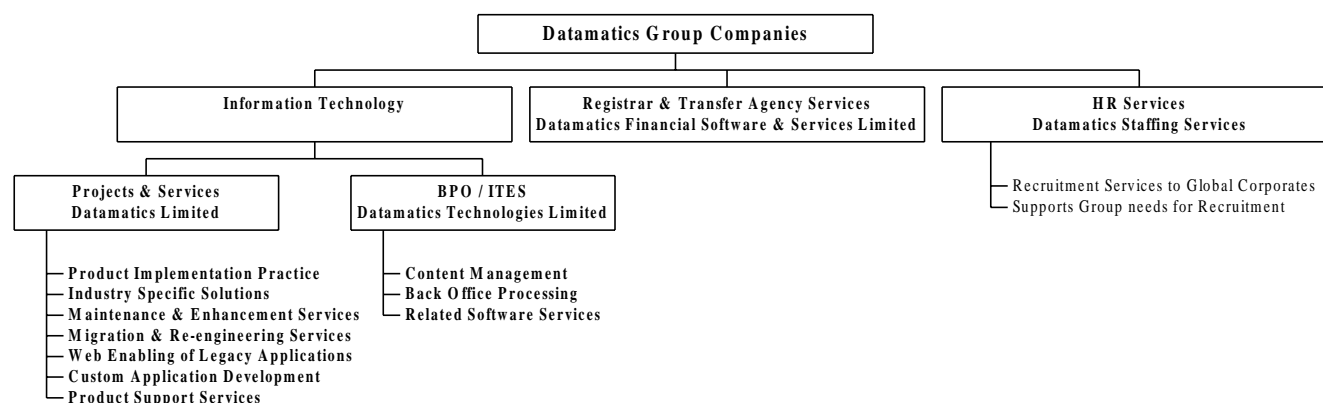 Datamatics Group Companies
Information Technology
Registrar & Transfer Agency Services
Datamatics Financial Software & Services Limited
HR Services
Datamatics Staffing Services
Projects & Services
Datamatics Limited
BPO / ITES
Datamatics Technologies Limited
Recruitment Services to Global Corporates
Supports Group needs for Recruitment
Product Implementation Practice
Industry Specific Solutions
Maintenance & Enhancement Services
Migration & Re-engineering Services
Web Enabling of Legacy Applications
Custom Application Development
Product Support Services
Content Management
Back Office Processing
Related Software Services